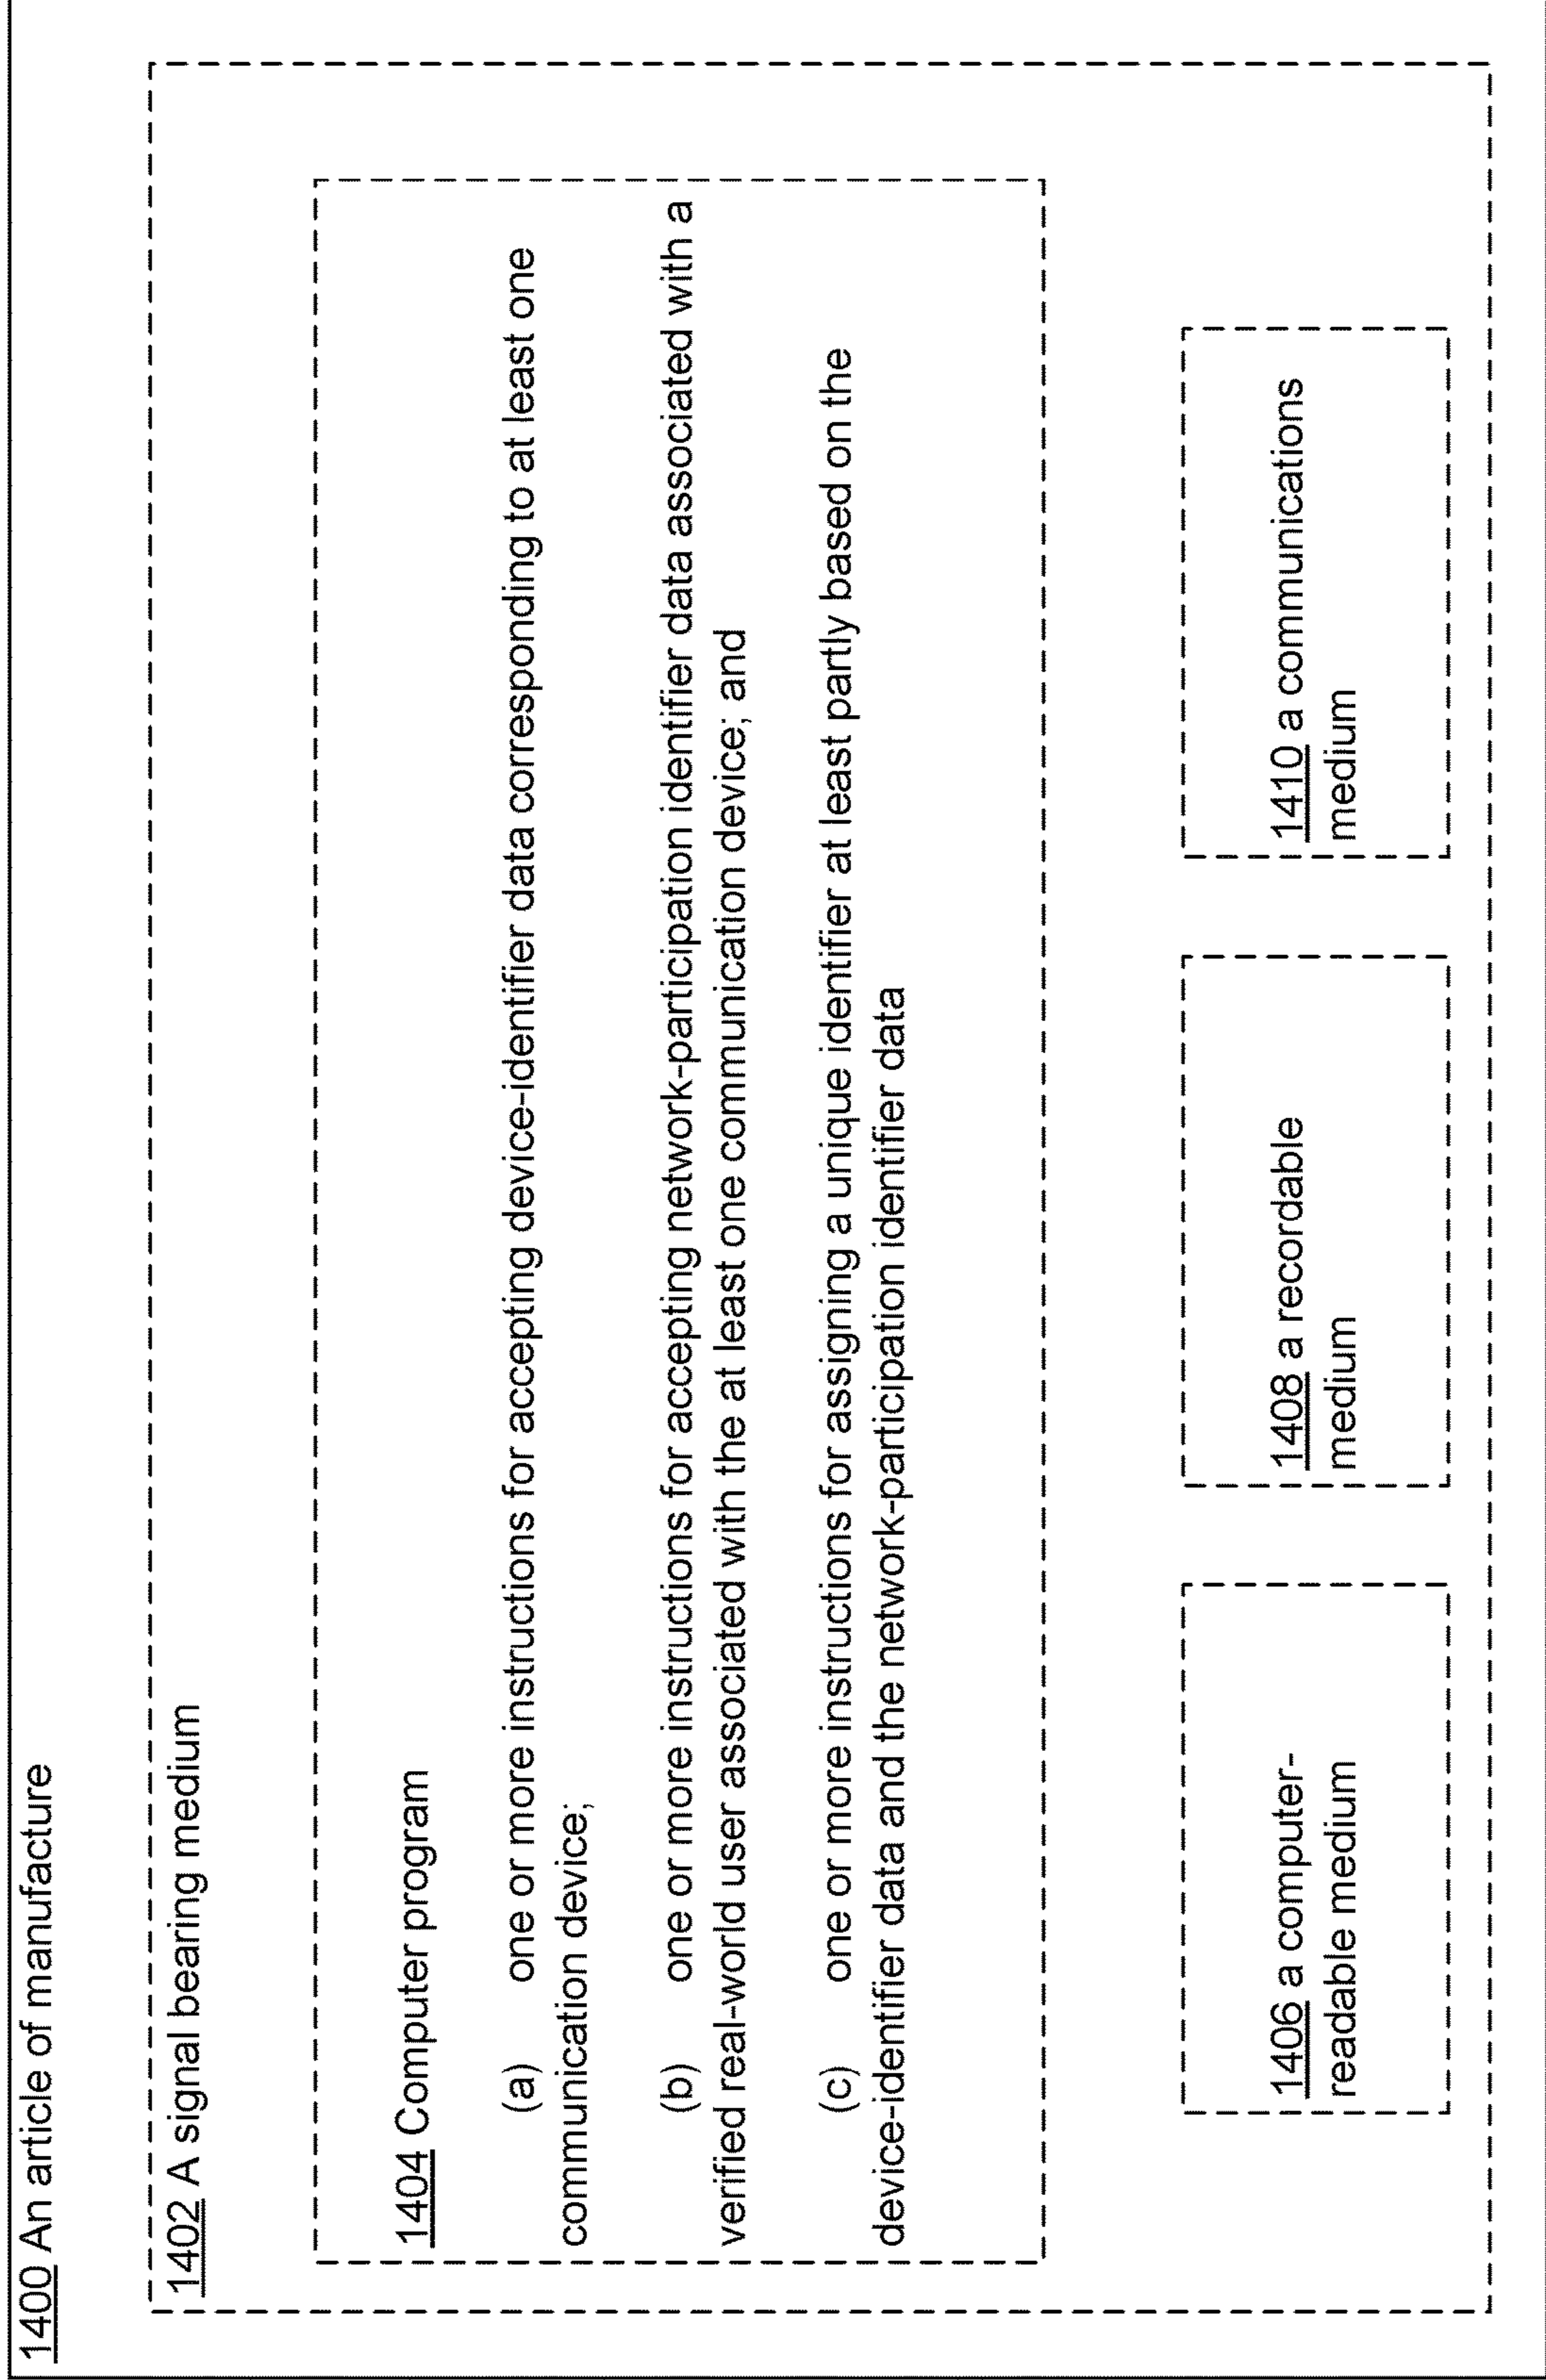 1400 An article of manufacture
1402 A signal bearing medium
1404 Computer program
(a) one or more instructions for accepting device-identifier data corresponding to at least one
communication device;
(b) one or more instructions for accepting network-participation identifier data associated with a
verified real-world user associated with the at least one communication device; and
(c) one or more instructions for assigning a unique identifier at least partly based on the
device-identifier data and the network-participation identifier data
1406 a computer-
readable medium
1408 a recordable
medium
1410 a communications
medium